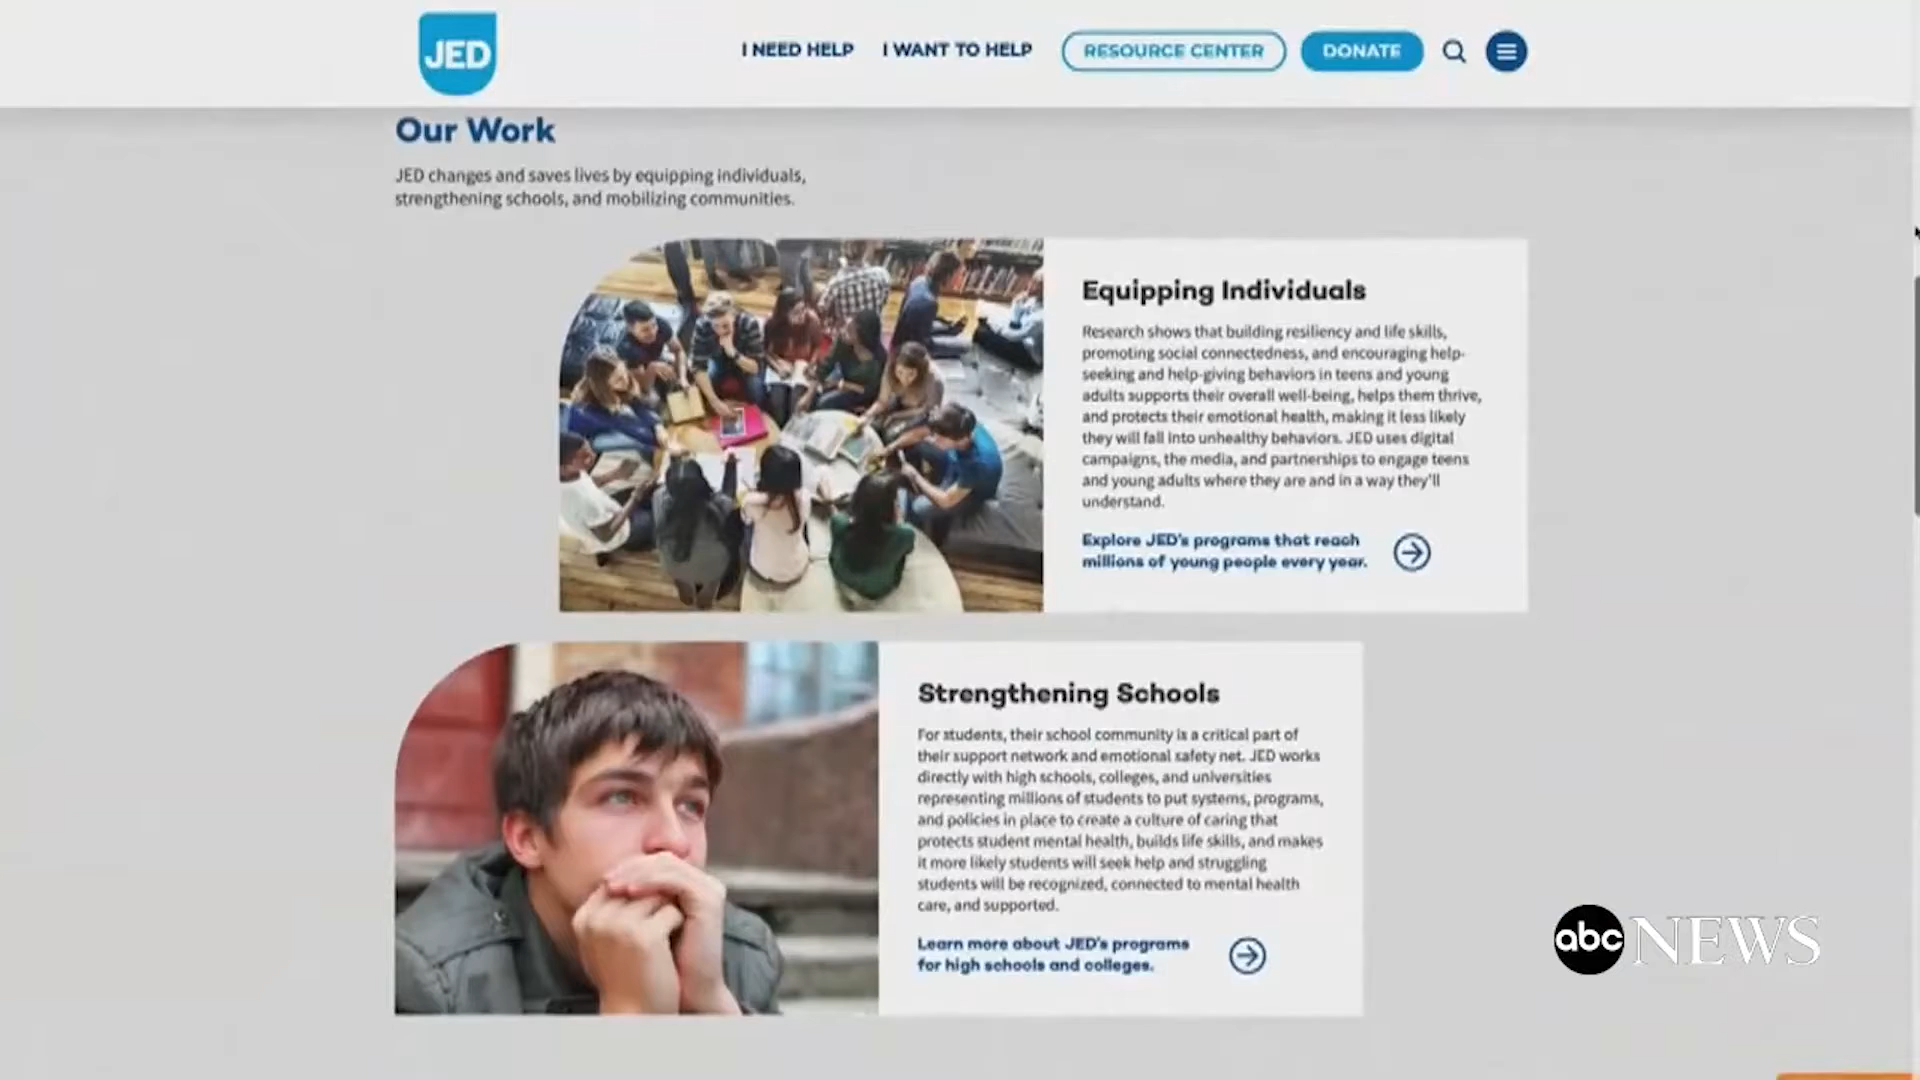 JED
I NEED HELP
I WANT TO HELP
RESOURCE CENTER
DONATE
Our Work
JED changes and saves lives by equipping individuals,
strengthening schools, and mobilizing communities.
Equipping Individuals
Research shows that building resiliency and life skills,
promoting social connectedness, and encouraging help-
seeking and help-giving behaviors in teens and young
adults supports their overall well-being, helps them thrive,
and protects their emotional health, making it less likely
they will fall into unhealthy behaviors. JED uses digital
campaigns, the media, and partnerships to engage teens
and young adults where they are and in a way they'll
understand.
Explore JED's programs that reach
millions of young people every year.
Strengthening Schools
For students, their school community is a critical part of
their support network and emotional safety net. JED works
directly with high schools, colleges, and universities
representing millions of students to put systems, programs,
and policies in place to create a culture of caring that
protects student mental health, builds life skills, and makes
it more likely students will seek help and struggling
students will be recognized, connected to mental health
care, and supported.
Learn more about JED's programs
for high schools and colleges.
abc NEWS